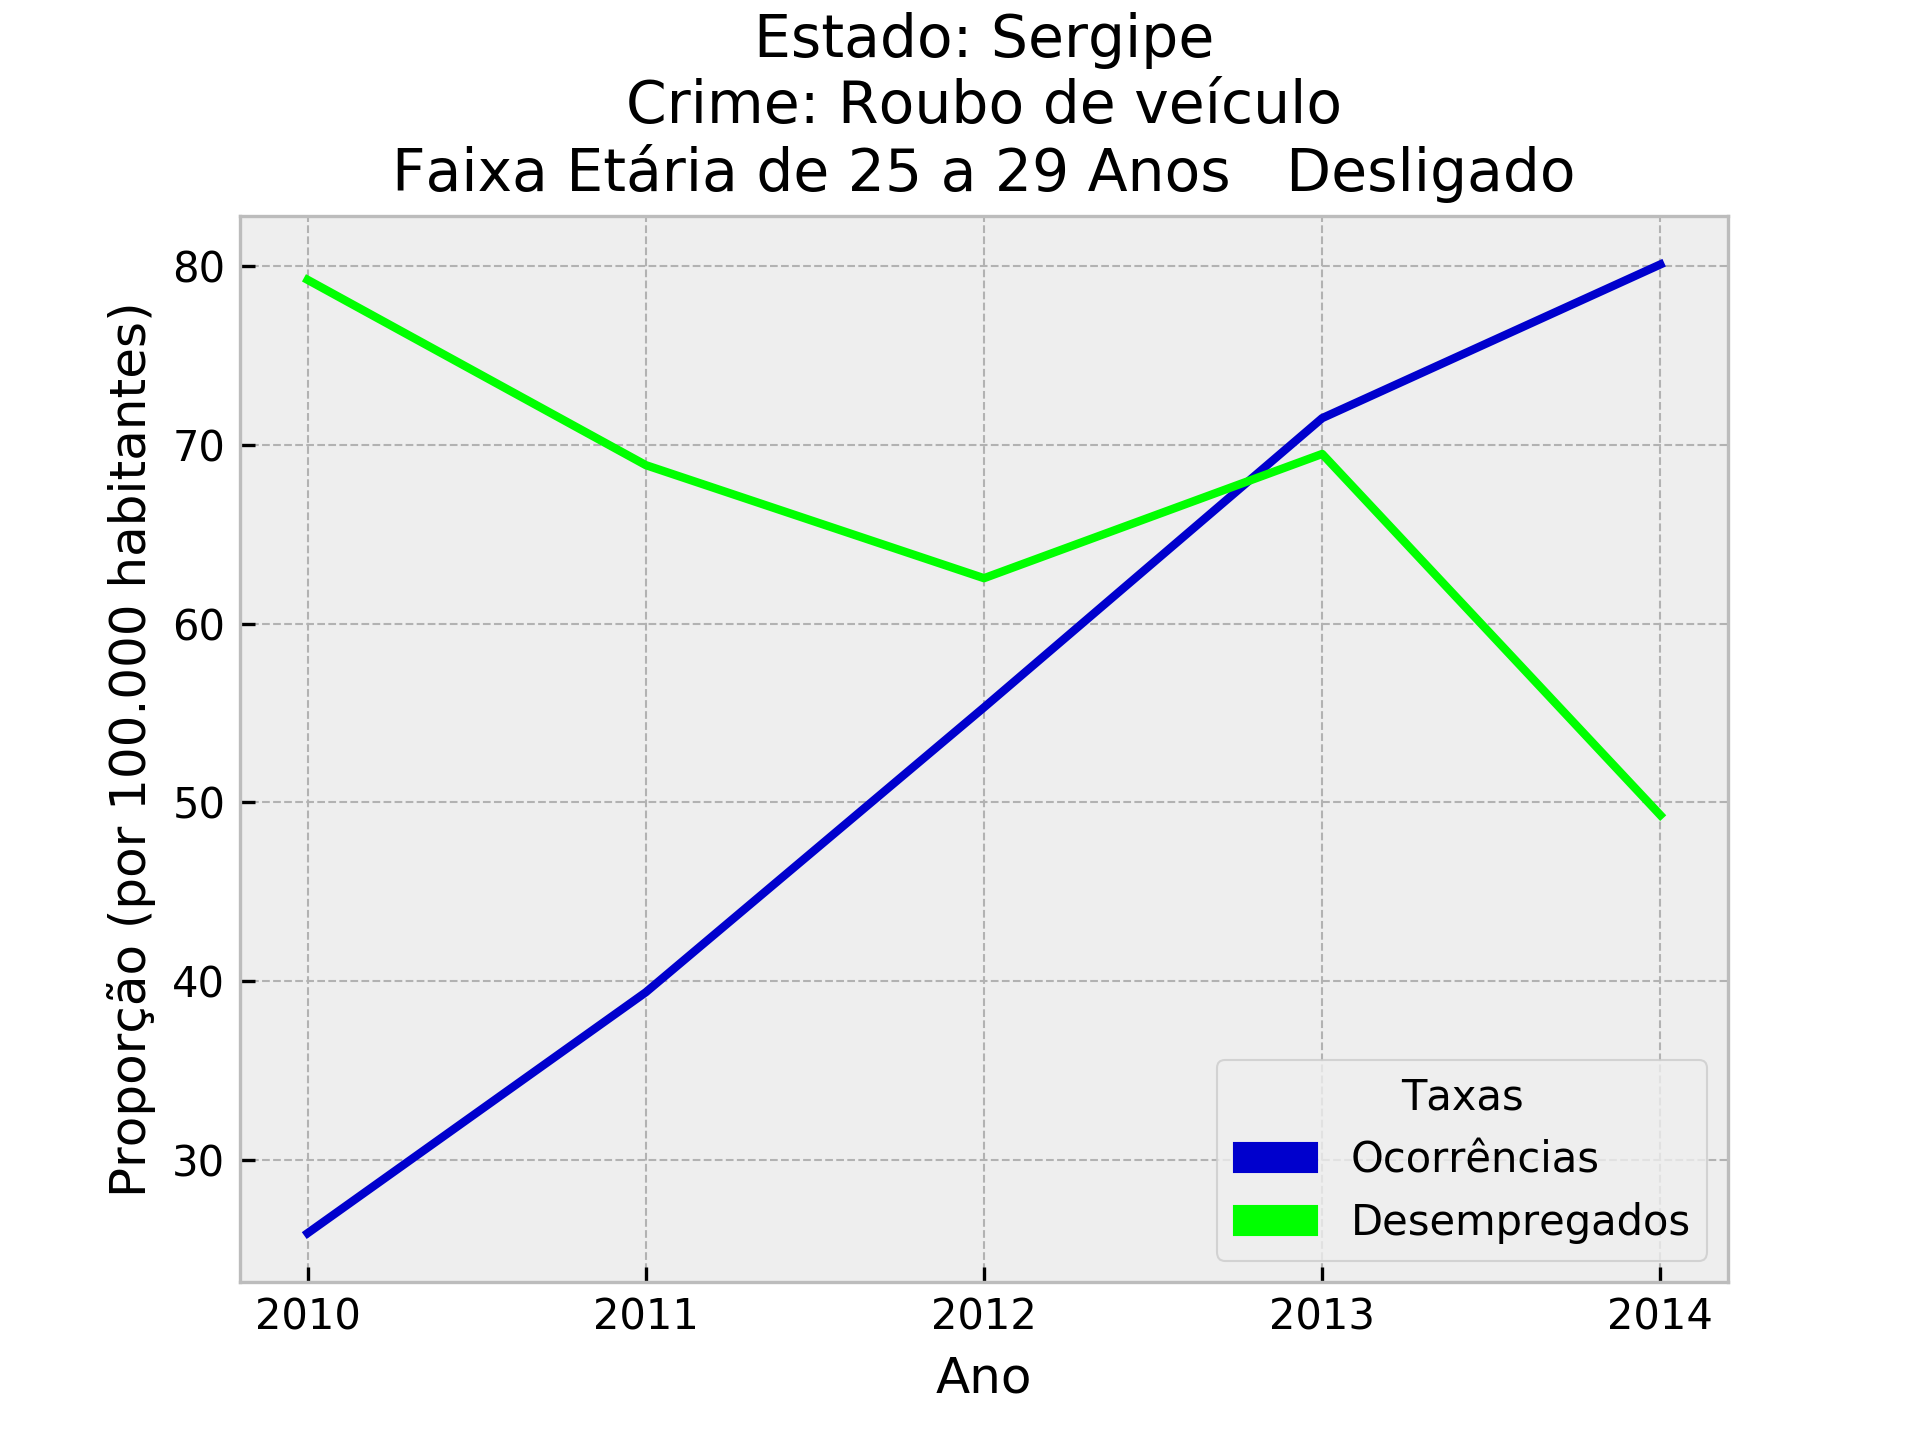 Estado: Sergipe
Crime: Roubo de veículo
Faixa Etária de 25 a 29 Anos   Desligado
Proporção (por 100.000 habitantes)
80
70
60
50
40
30
Taxas
Ocorrências
Desempregados
2010 2011 2012 2013 2014
Ano